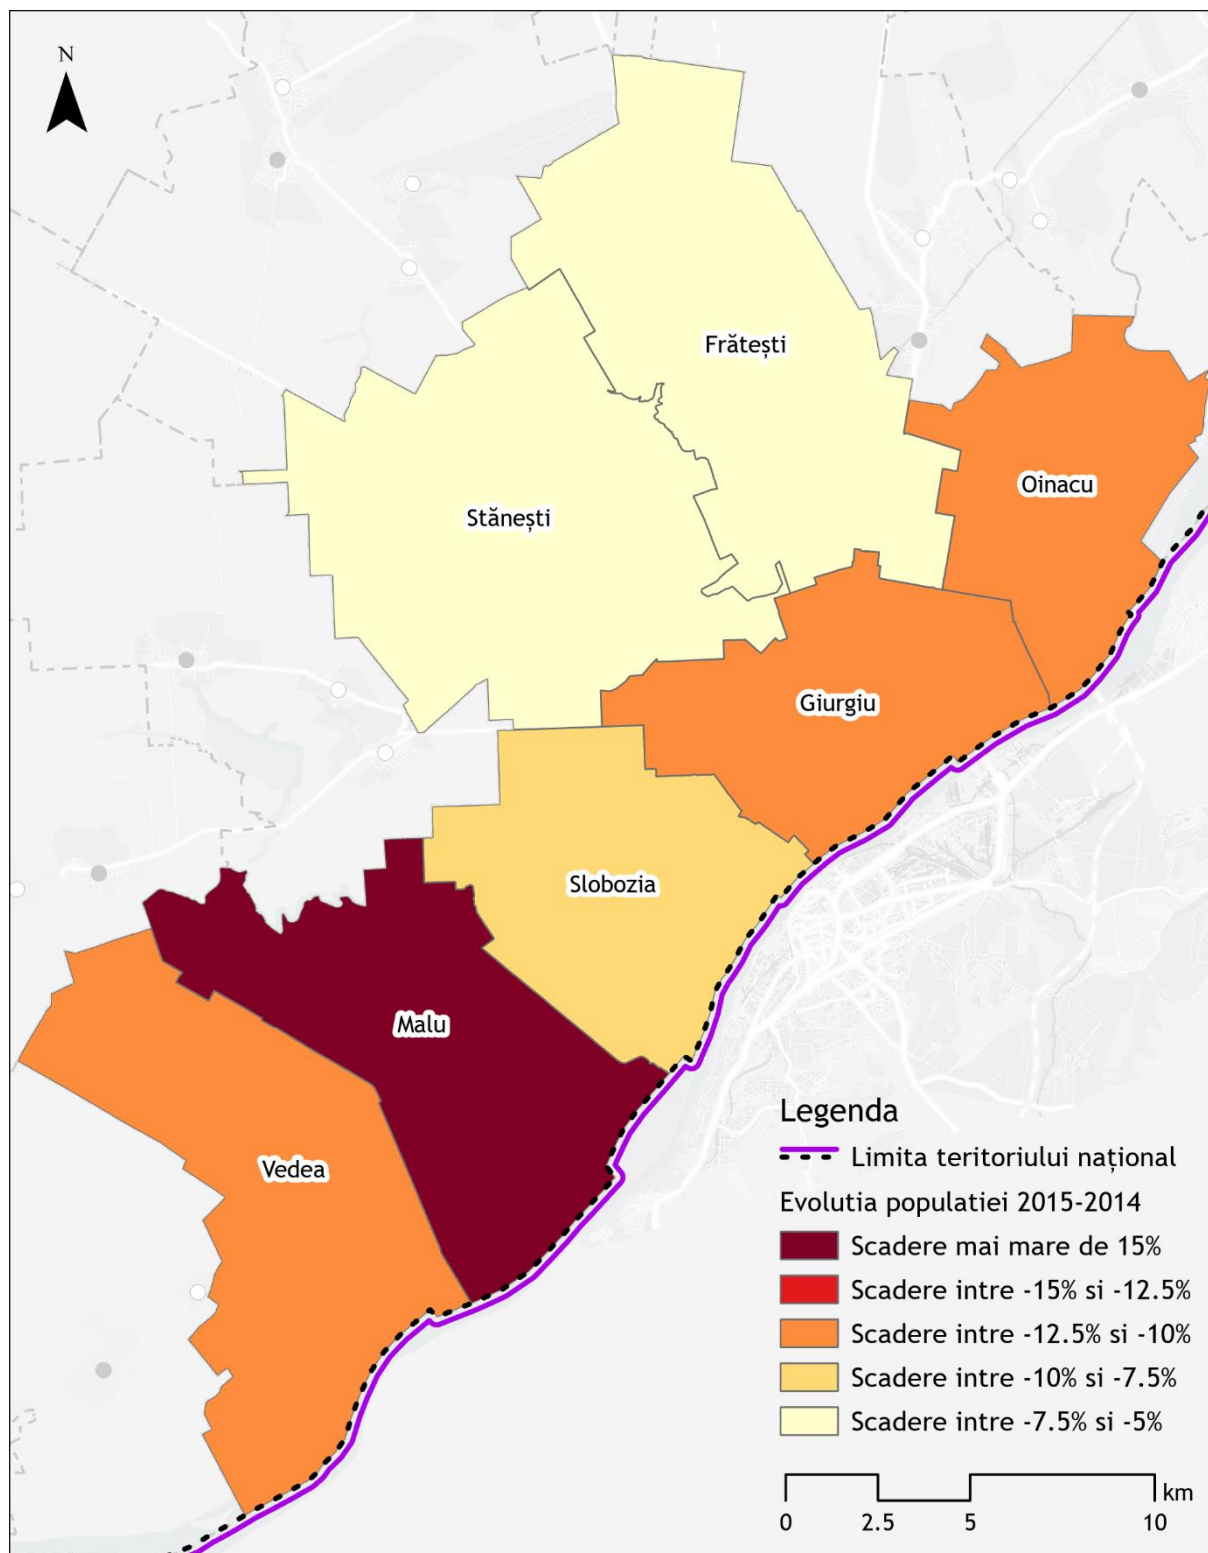 N
Frătești
Oinacu
Stănești
Giurgiu
Slobozia
Malu
Vedea
Legenda
Limita teritoriului național
Evolutia populatiei 2015-2014
Scadere mai mare de 15%
Scadere intre -15% si -12.5%
Scadere intre -12.5% si -10%
Scadere intre -10% si -7.5%
Scadere intre -7.5% si -5%
km
0 2.5 5 10